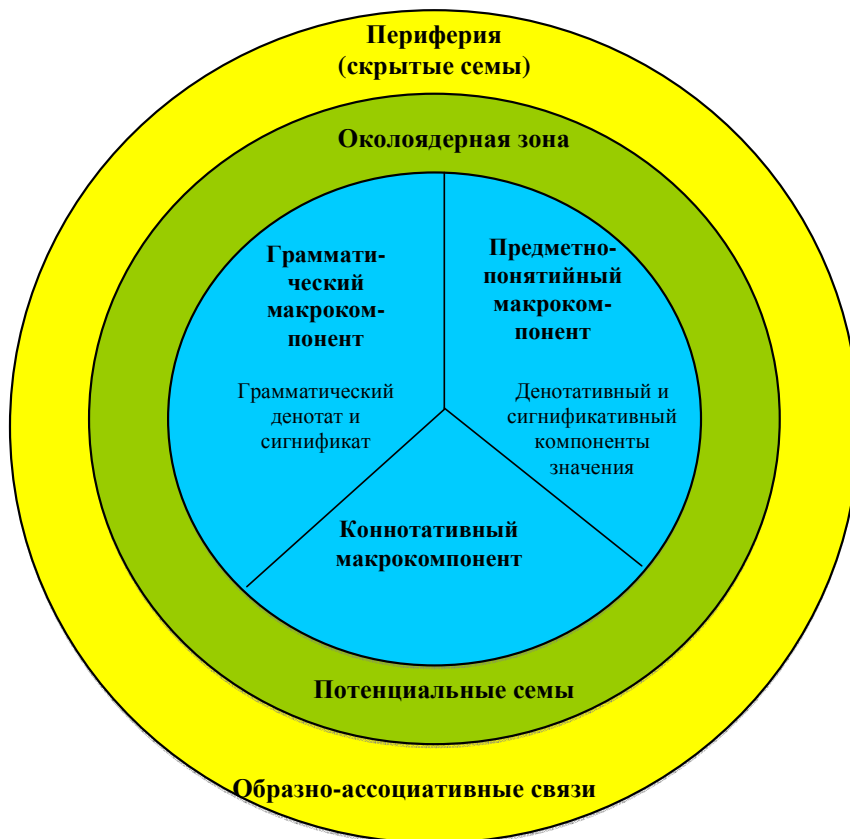 Периферия
(скрытые семы)
Околоядерная зона
Граммати-
ческий
макроком-
понент
Грамматический
денотат и
сигнификат
Предметно-
понятийный
макроком-
понент
Денотативный и
сигнификативный
компоненты
значения
Коннотативный
макрокомпонент
Потенциальные семы
Образно-ассоциативные связи